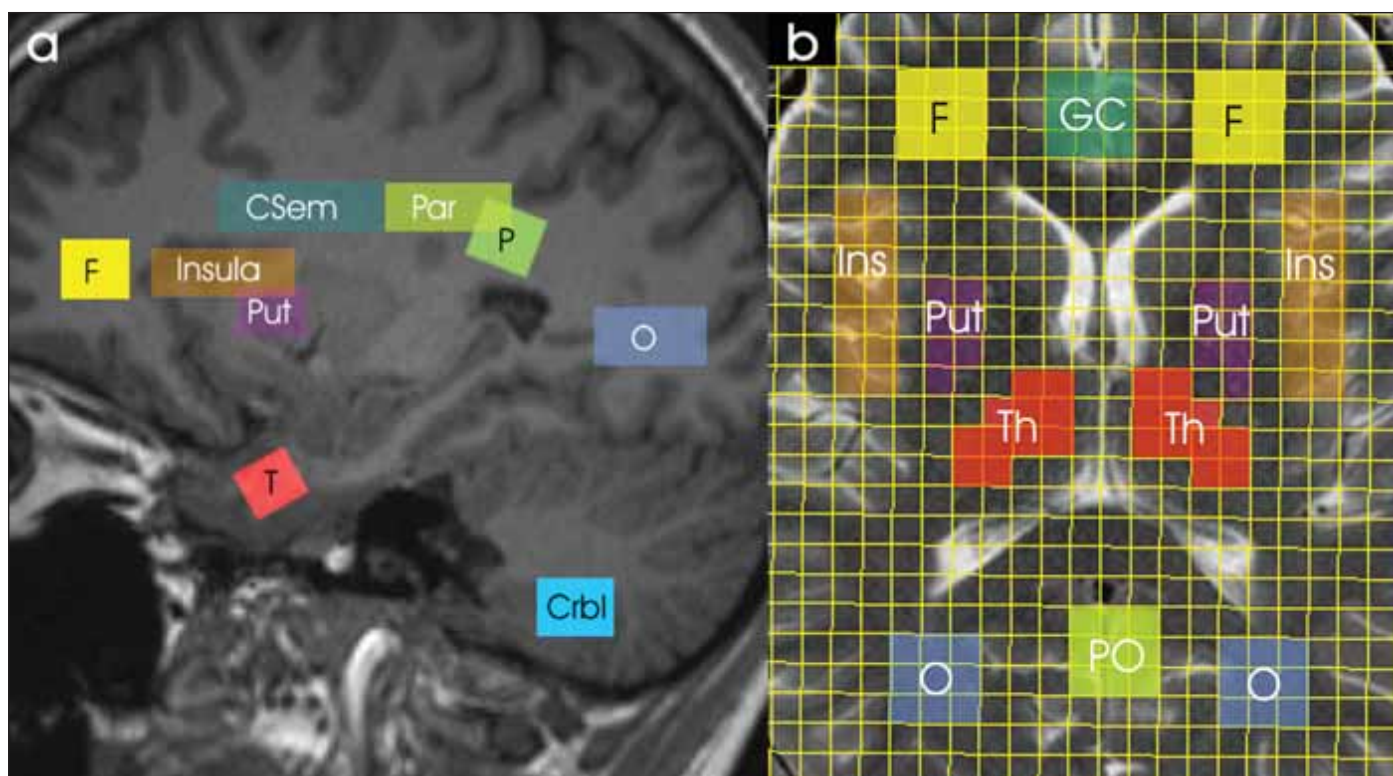 a
CSem
Par
P
F
Insula
Put
O
T
Crbl
b
F
GC
F
Ins
Ins
Put
Put
Th
Th
PO
O
O